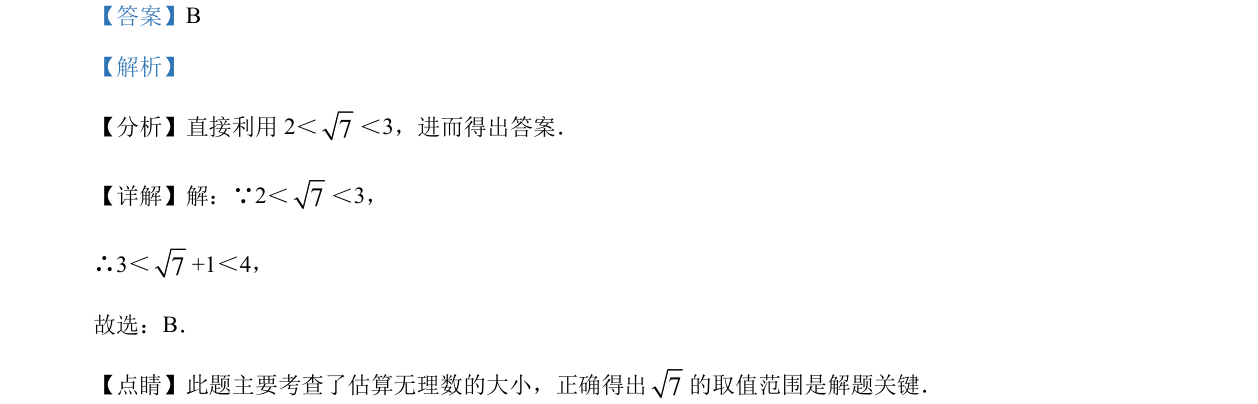 【答案】B
【解析】
【分析】直接利用 2＜√7＜3，进而得出答案．
【详解】解：∵2＜√7＜3，
∴3＜√7+1＜4，
故选：B．
【点睛】此题主要考查了估算无理数的大小，正确得出√7的取值范围是解题关键．